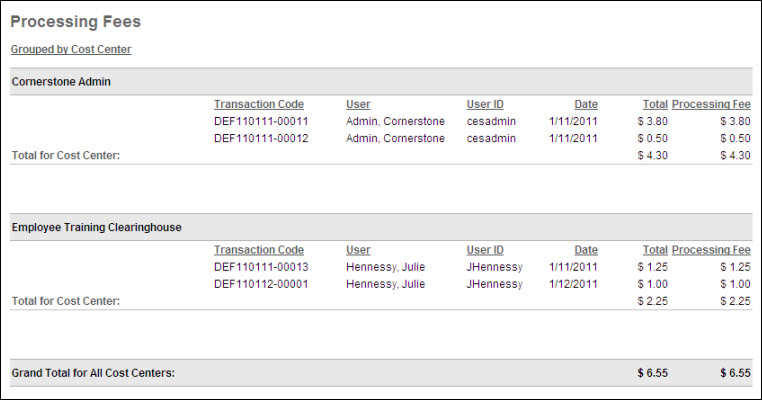 Processing Fees
Grouped by Cost Center
Cornerstone Admin
Transaction Code User User ID Date Total Processing Fee
DEF110111-00011 Admin, Cornerstone cesadmin 1/11/2011 $ 3.80 $ 3.80
DEF110111-00012 Admin, Cornerstone cesadmin 1/11/2011 $ 0.50 $ 0.50
Total for Cost Center: $ 4.30 $ 4.30
Employee Training Clearinghouse
Transaction Code User User ID Date Total Processing Fee
DEF110111-00013 Hennessy, Julie JHennessy 1/11/2011 $ 1.25 $ 1.25
DEF110112-00001 Hennessy, Julie JHennessy 1/12/2011 $ 1.00 $ 1.00
Total for Cost Center: $ 2.25 $ 2.25
Grand Total for All Cost Centers: $ 6.55 $ 6.55